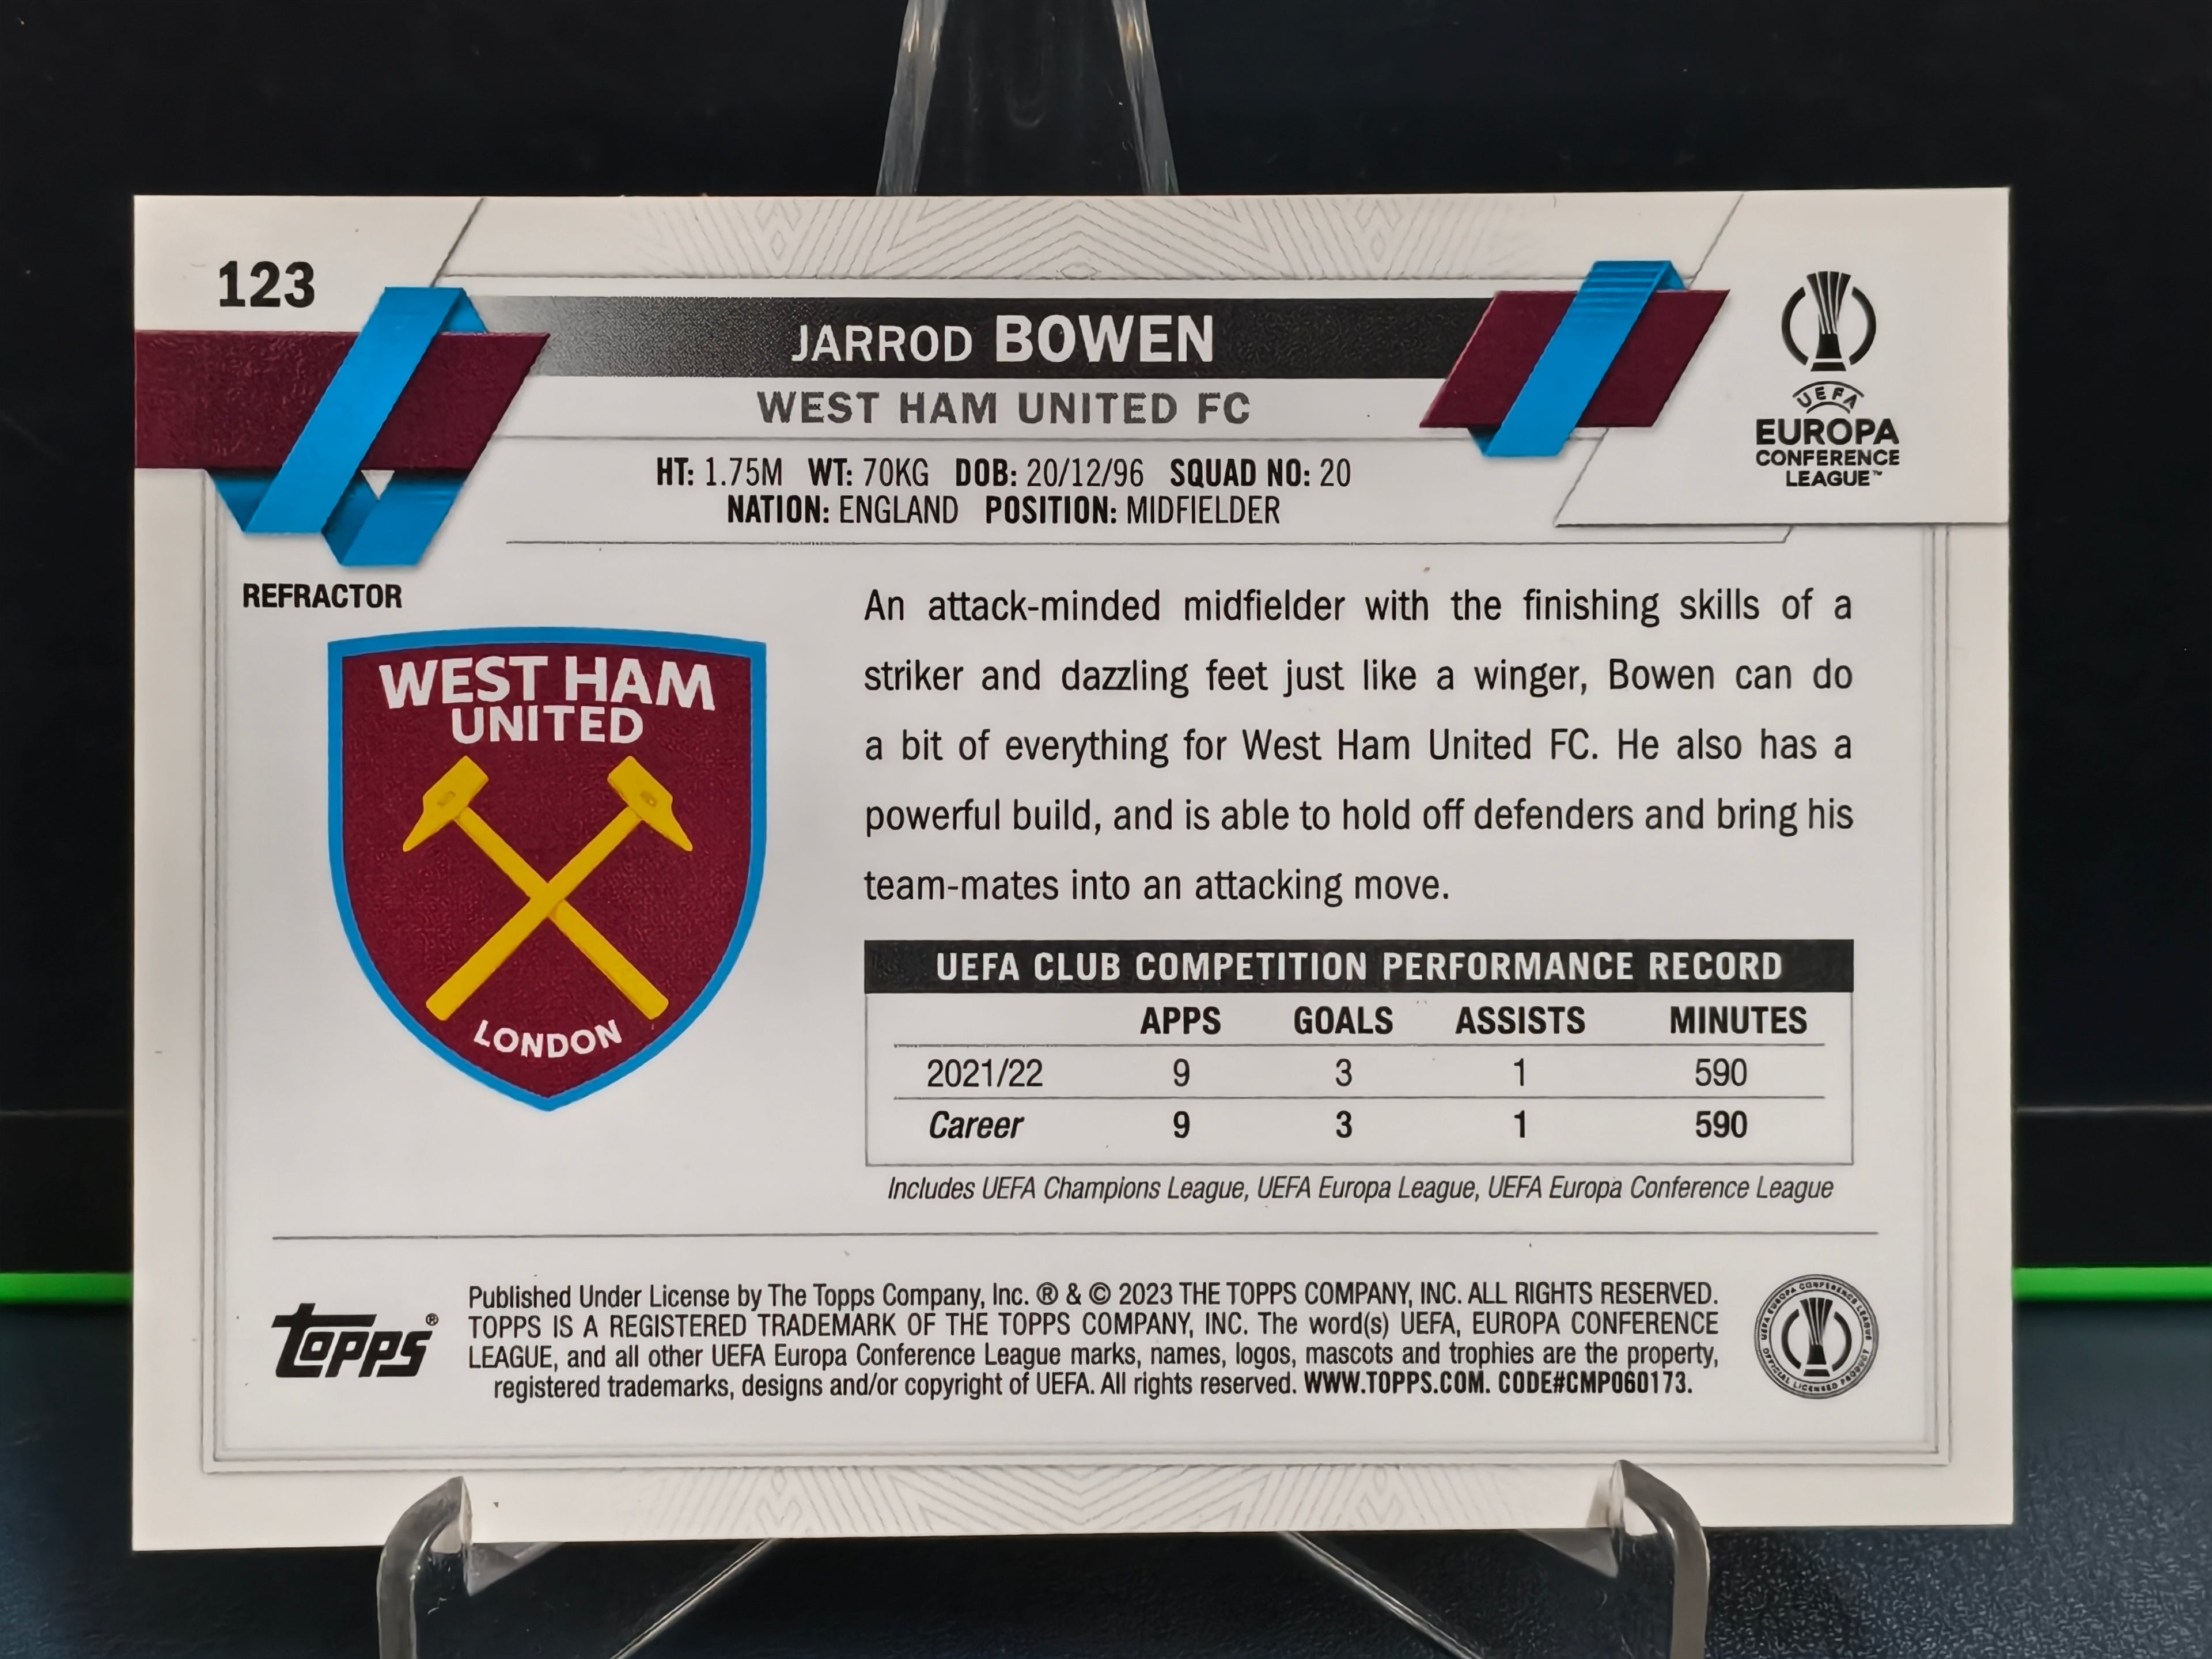 123
JARROD BOWEN
WEST HAM UNITED FC
HT: 1.75M WT: 70KG DOB: 20/12/96 SQUAD NO: 20
NATION: ENGLAND POSITION: MIDFIELDER
UEFA
EUROPA
CONFERENCE
LEAGUE™
REFRACTOR
WEST HAM
UNITED
LONDON
An attack-minded midfielder with the finishing skills of a
striker and dazzling feet just like a winger, Bowen can do
a bit of everything for West Ham United FC. He also has a
powerful build, and is able to hold off defenders and bring his
team-mates into an attacking move.
UEFA CLUB COMPETITION PERFORMANCE RECORD
APPS GOALS ASSISTS MINUTES
2021/22 9 3 1 590
Career 9 3 1 590
Includes UEFA Champions League, UEFA Europa League, UEFA Europa Conference League
TOPPS®
Published Under License by The Topps Company, Inc. ® & © 2023 THE TOPPS COMPANY, INC. ALL RIGHTS RESERVED.
TOPPS IS A REGISTERED TRADEMARK OF THE TOPPS COMPANY, INC. The word(s) UEFA, EUROPA CONFERENCE
LEAGUE, and all other UEFA Europa Conference League marks, names, logos, mascots and trophies are the property,
registered trademarks, designs and/or copyright of UEFA. All rights reserved. WWW.TOPPS.COM. CODE#CMP060173.
UEFA EUROPA CONFERENCE LEAGUE
OFFICIAL LICENSED PRODUCT